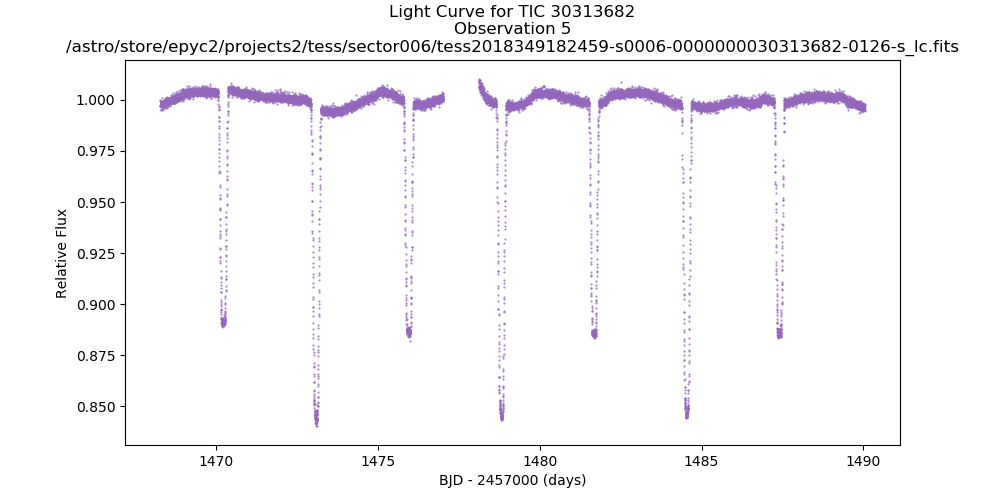 Light Curve for TIC 30313682
Observation 5
/astro/store/epyc2/projects2/tess/sector006/tess2018349182459-s0006-0000000030313682-0126-s_lc.fits
1.000
0.975
0.950
0.925
0.900
0.875
0.850
Relative Flux
1470
1475
1480
1485
1490
BJD - 2457000 (days)